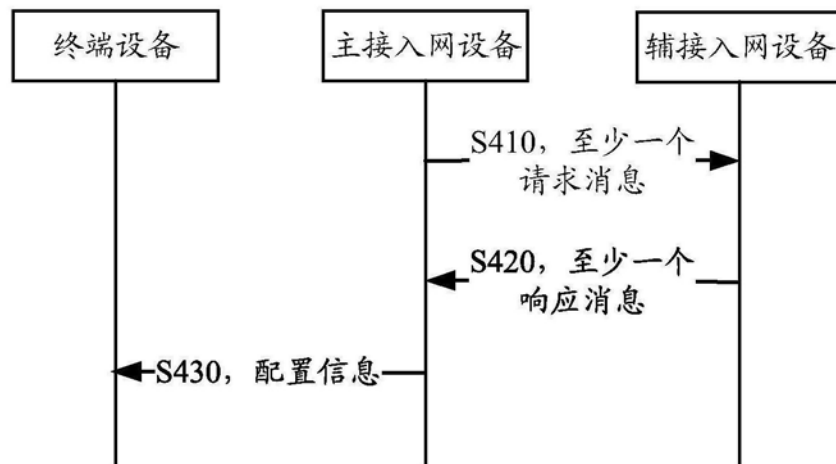 终端设备
主接入网设备
辅接入网设备
S410，至少一个
请求消息
S420，至少一个
响应消息
S430，配置信息